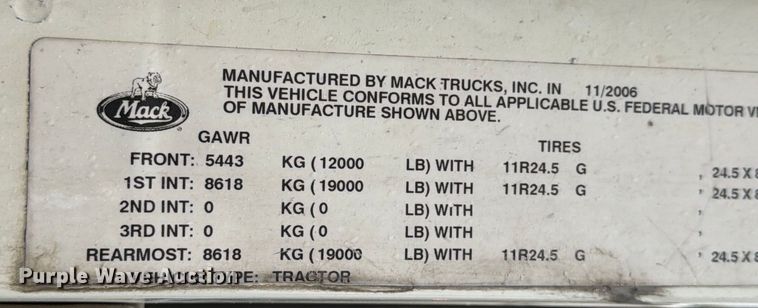 Mack
MANUFACTURED BY MACK TRUCKS, INC. IN 11/2006
THIS VEHICLE CONFORMS TO ALL APPLICABLE U.S. FEDERAL MOTOR
OF MANUFACTURE SHOWN ABOVE.
GAWR TIRES
FRONT: 5443 KG ( 12000 LB) WITH 11R24.5 G , 24.5 X
1ST INT: 8618 KG ( 19000 LB) WITH 11R24.5 G , 24.5 X
2ND INT: 0 KG ( 0 LB) WITH ,
3RD INT: 0 KG ( 0 LB) WITH ,
REARMOST: 8618 KG ( 19000 LB) WITH 11R24.5 G , 24.5 X
TYPE: TRACTOR
Purple Wave Auction